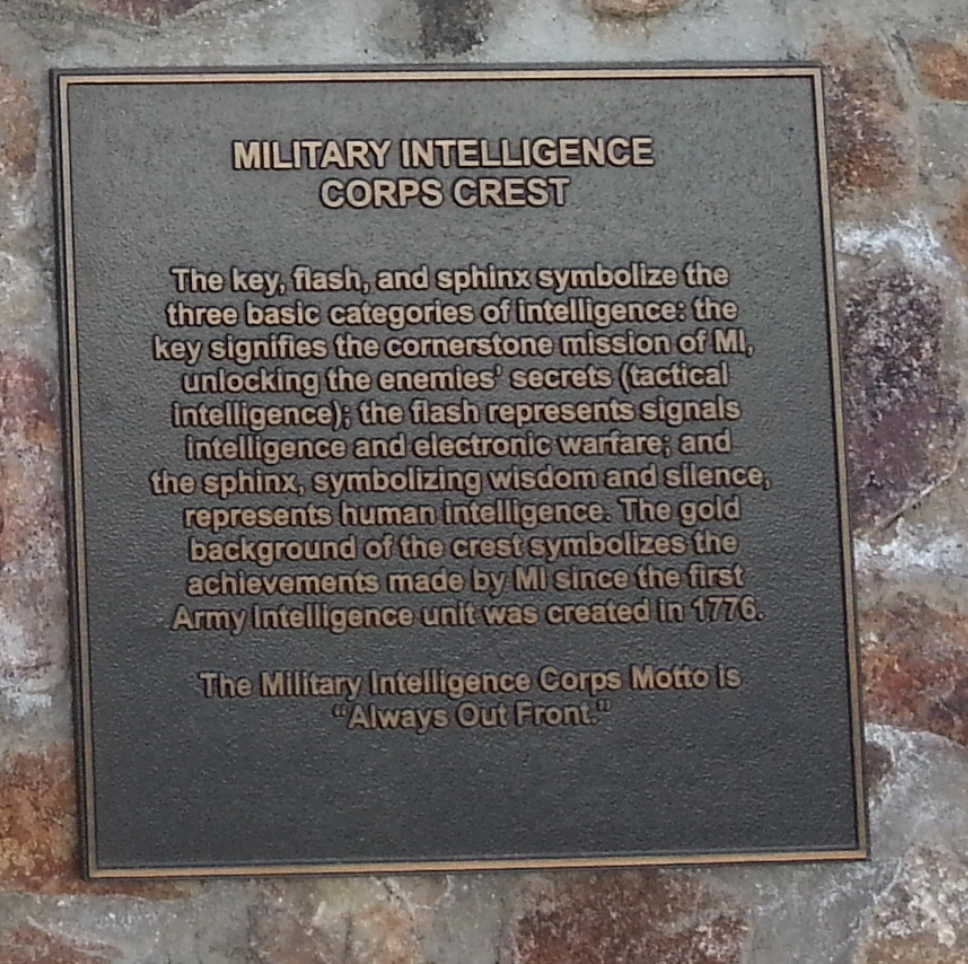 MILITARY INTELLIGENCE
CORPS CREST
The key, flash, and sphinx symbolize the
three basic categories of intelligence: the
key signifies the cornerstone mission of MI,
unlocking the enemies' secrets (tactical
intelligence); the flash represents signals
intelligence and electronic warfare; and
the sphinx, symbolizing wisdom and silence,
represents human intelligence. The gold
background of the crest symbolizes the
achievements made by MI since the first
Army Intelligence unit was created in 1776.
The Military Intelligence Corps Motto is
“Always Out Front.”